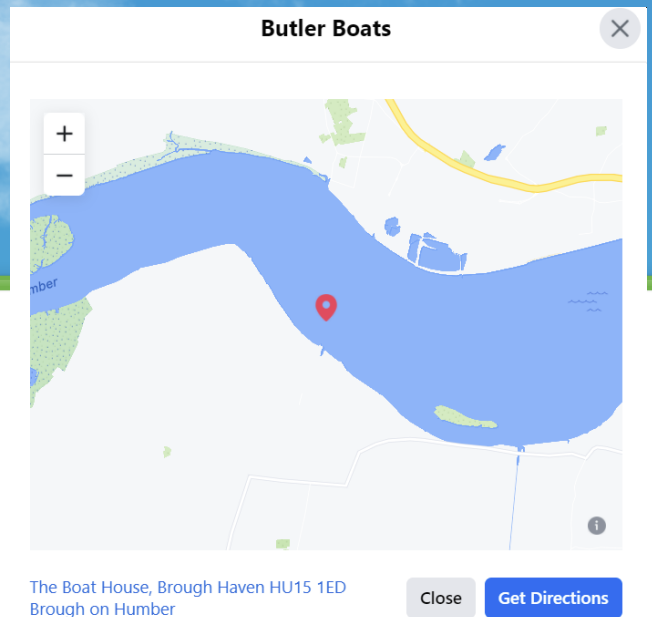 Butler Boats
+
−
mber
i
The Boat House, Brough Haven HU15 1ED
Brough on Humber
Close
Get Directions